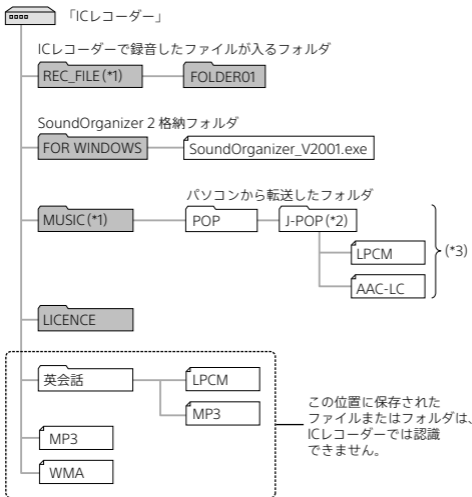 「ICレコーダー」
ICレコーダーで録音したファイルが入るフォルダ
REC_FILE(*1)
FOLDER01
SoundOrganizer 2 格納フォルダ
FOR WINDOWS
SoundOrganizer_V2001.exe
パソコンから転送したフォルダ
MUSIC(*1)
POP
J-POP(*2)
LPCM
(*3)
AAC-LC
LICENCE
英会話
LPCM
MP3
MP3
WMA
この位置に保存された
ファイルまたはフォルダは、
ICレコーダーでは認識
できません。